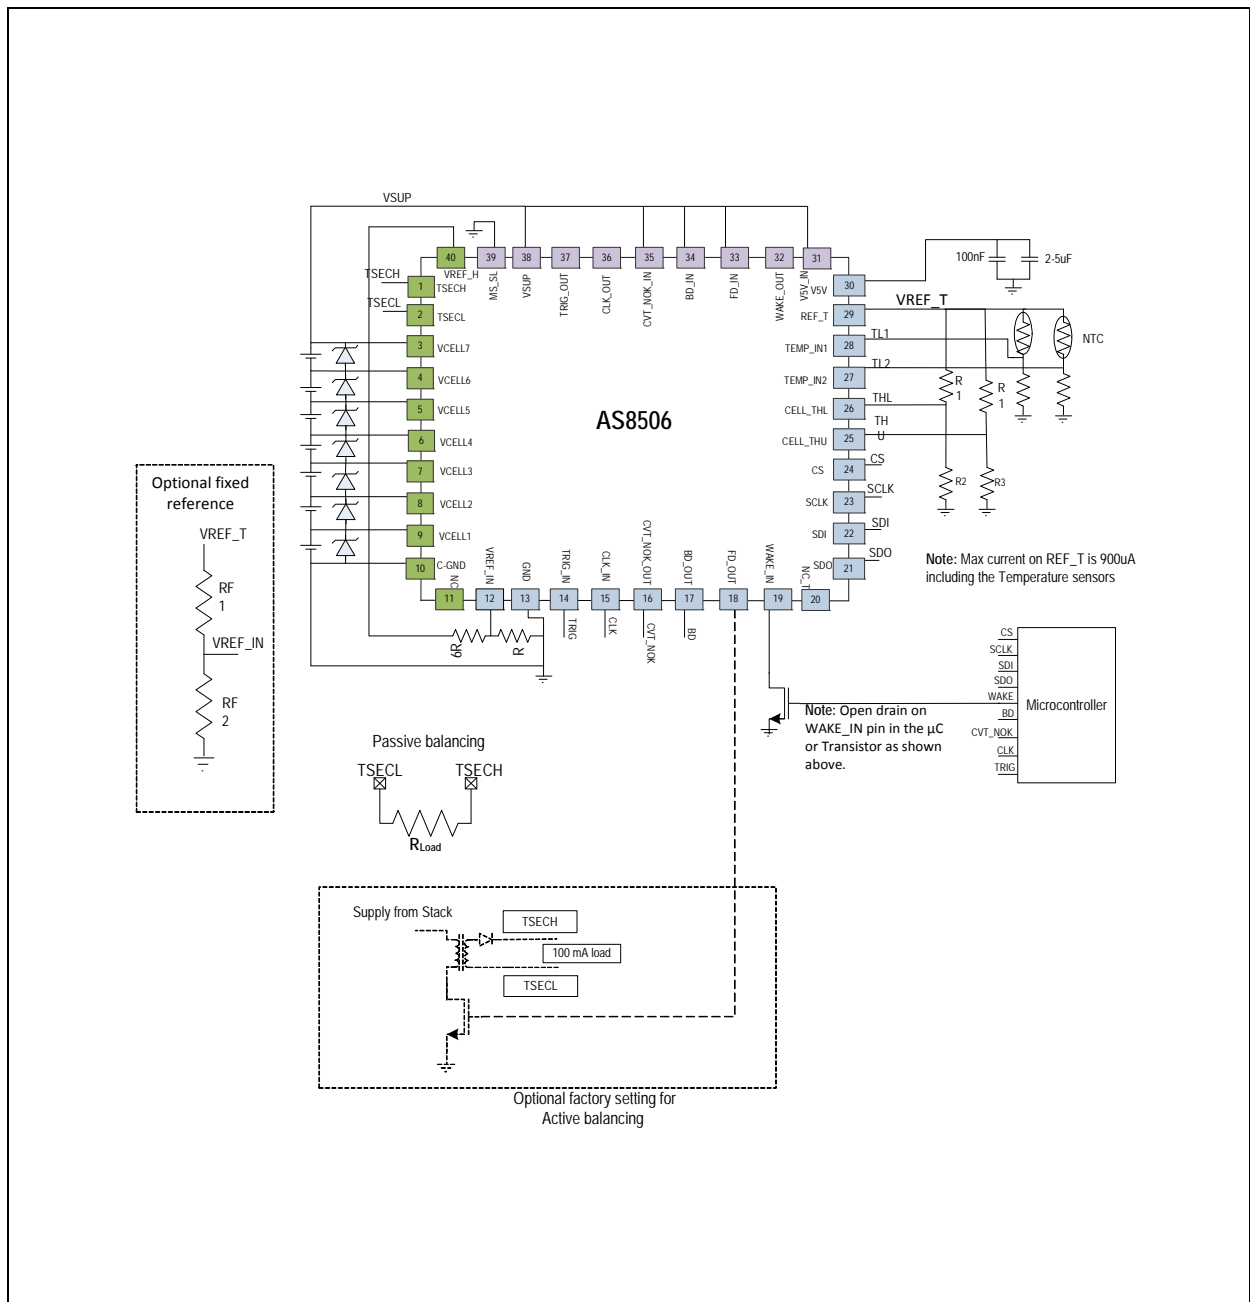 VSUP
40
39
38
37
36
35
34
33
32
31
VREF_H
MS_SL
VSUP
TRIG_OUT
CLK_OUT
CVT_NOK_IN
BD_IN
FD_IN
WAKE_OUT
V5V_IN
TSECH
1
TSECH
TSECL
2
TSECL
3
VCELL7
4
VCELL6
5
VCELL5
6
VCELL4
7
VCELL3
8
VCELL2
9
VCELL1
10
C-GND
AS8506
30
V5V
100nF
2-5uF
29
REF_T
VREF_T
28
TEMP_IN1
TL1
NTC
27
TEMP_IN2
TL2
R
1
R
1
26
CELL_THL
THL
25
CELL_THU
TH
U
24
CS
CS
R2
R3
23
SCLK
SCLK
22
SDI
SDI
21
SDO
SDO
Note: Max current on REF_T is 900uA
including the Temperature sensors
NC
VREF_IN
GND
TRIG_IN
CLK_IN
CVT_NOK_OUT
BD_OUT
FD_OUT
WAKE_IN
NC_T
11
12
13
14
15
16
17
18
19
20
6R
R
TRIG
CLK
CVT_NOK
BD
Optional fixed
reference
VREF_T
RF
1
VREF_IN
RF
2
CS
SCLK
SDI
SDO
WAKE
BD
CVT_NOK
CLK
TRIG
Microcontroller
Note: Open drain on
WAKE_IN pin in the µC
or Transistor as shown
above.
Passive balancing
TSECL
TSECH
RLoad
Supply from Stack
TSECH
100 mA load
TSECL
Optional factory setting for
Active balancing